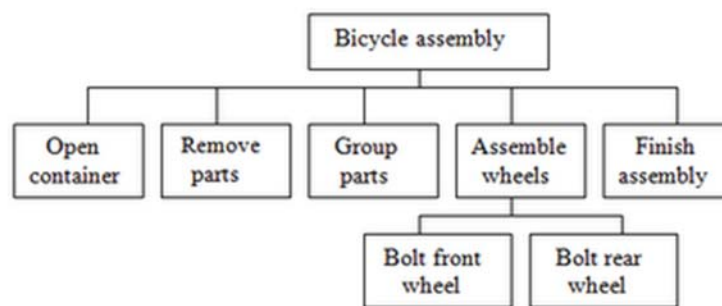 Bicycle assembly
Open
container
Remove
parts
Group
parts
Assemble
wheels
Finish
assembly
Bolt front
wheel
Bolt rear
wheel